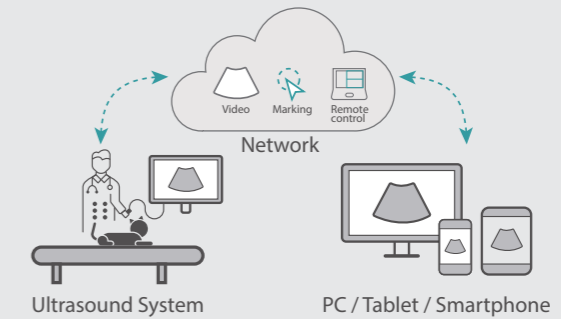 Video
Marking
Remote
control
Network
Ultrasound System
PC / Tablet / Smartphone